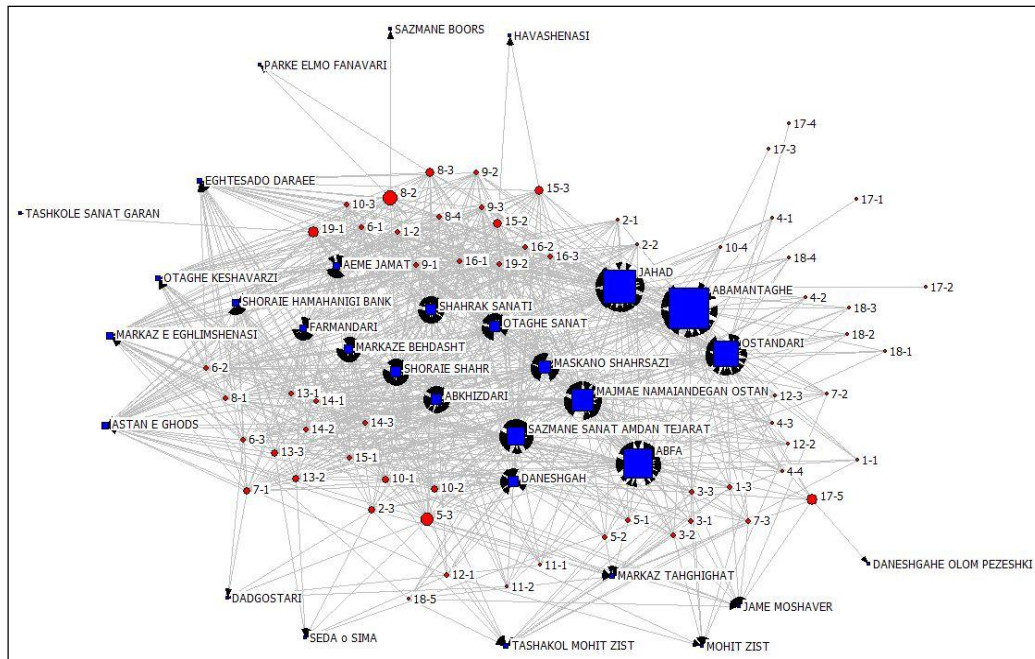 SAZMANE BOORS
HAVASHENASI
PARKE ELMO FANAVARI
17-4
17-3
8-3
9-2
EGHTESADO DARAEE
8-2
15-3
17-1
10-3
9-3
TASHKOLE SANAT GARAN
8-4
4-1
19-1
6-1
1-2
15-2
2-1
16-2
2-2
10-4
16-3
18-4
AEME JAMAT
9-1
16-1
19-2
JAHAD
OTAGHE KESHAVARZI
ABAMANTAGHE
17-2
4-2
SHORAIE HAMAHANIGI BANK
SHAHRAK SANATI
18-3
FARMANDARI
OTAGHE SANAT
MARKAZ E EGHLIMSHENASI
18-2
MARKAZE BEHDASHT
OSTANDARI
18-1
6-2
SHORAIE SHAHR
MASKANO SHAHRSAZI
13-1
7-2
8-1
14-1
ABKHIZDARI
MAJMAE NAMAIANDEGAN OSTAN
12-3
ASTAN E GHODS
14-2
14-3
4-3
6-3
SAZMANE SANAT AMDAN TEJARAT
12-2
13-3
15-1
ABFA
1-1
4-4
13-2
10-1
DANESHGAH
7-1
10-2
3-3
1-3
17-5
2-3
5-3
5-1
3-1
7-3
5-2
3-2
11-1
DANESHGAHE OLOM PEZESHKI
12-1
MARKAZ TAHGHIGHAT
11-2
DADGOSTARI
18-5
JAME MOSHAVER
SEDA o SIMA
TASHAKOL MOHIT ZIST
MOHIT ZIST